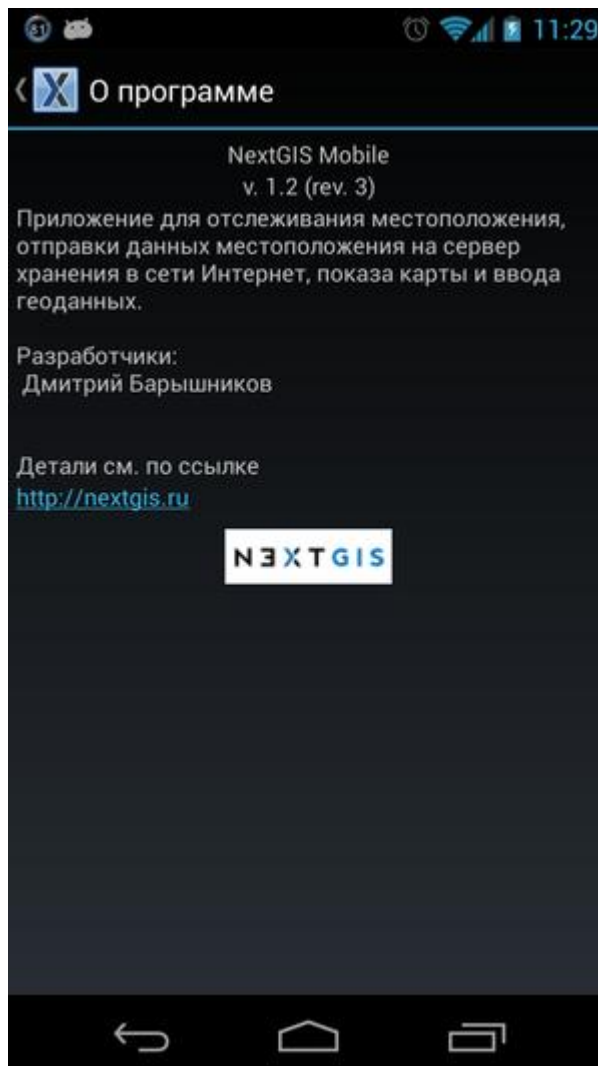 81
11:29
О программе
NextGIS Mobile
v. 1.2 (rev. 3)
Приложение для отслеживания местоположения,
отправки данных местоположения на сервер
хранения в сети Интернет, показа карты и ввода
геоданных.
Разработчики:
Дмитрий Барышников
Детали см. по ссылке
http://nextgis.ru
NEXTGIS